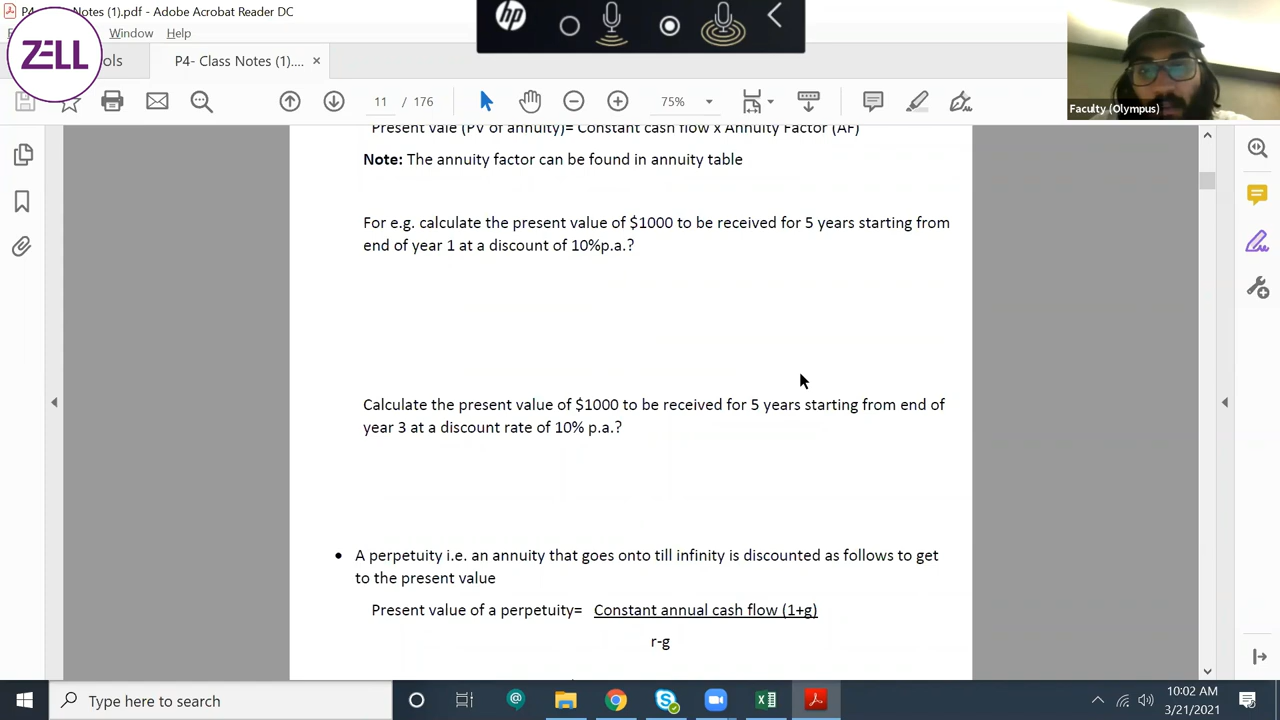 Notes (1).pdf - Adobe Acrobat Reader DC
Window Help
ZELL
P4- Class Notes (1)....
11 / 176
75%
hp
Faculty (Olympus)
Present vale (PV of annuity)= Constant cash flow x Annuity Factor (AF)
Note: The annuity factor can be found in annuity table
For e.g. calculate the present value of $1000 to be received for 5 years starting from
end of year 1 at a discount of 10%p.a.?
Calculate the present value of $1000 to be received for 5 years starting from end of
year 3 at a discount rate of 10% p.a.?
• A perpetuity i.e. an annuity that goes onto till infinity is discounted as follows to get
to the present value
Present value of a perpetuity= Constant annual cash flow (1+g)
r-g
Type here to search
10:02 AM
3/21/2021